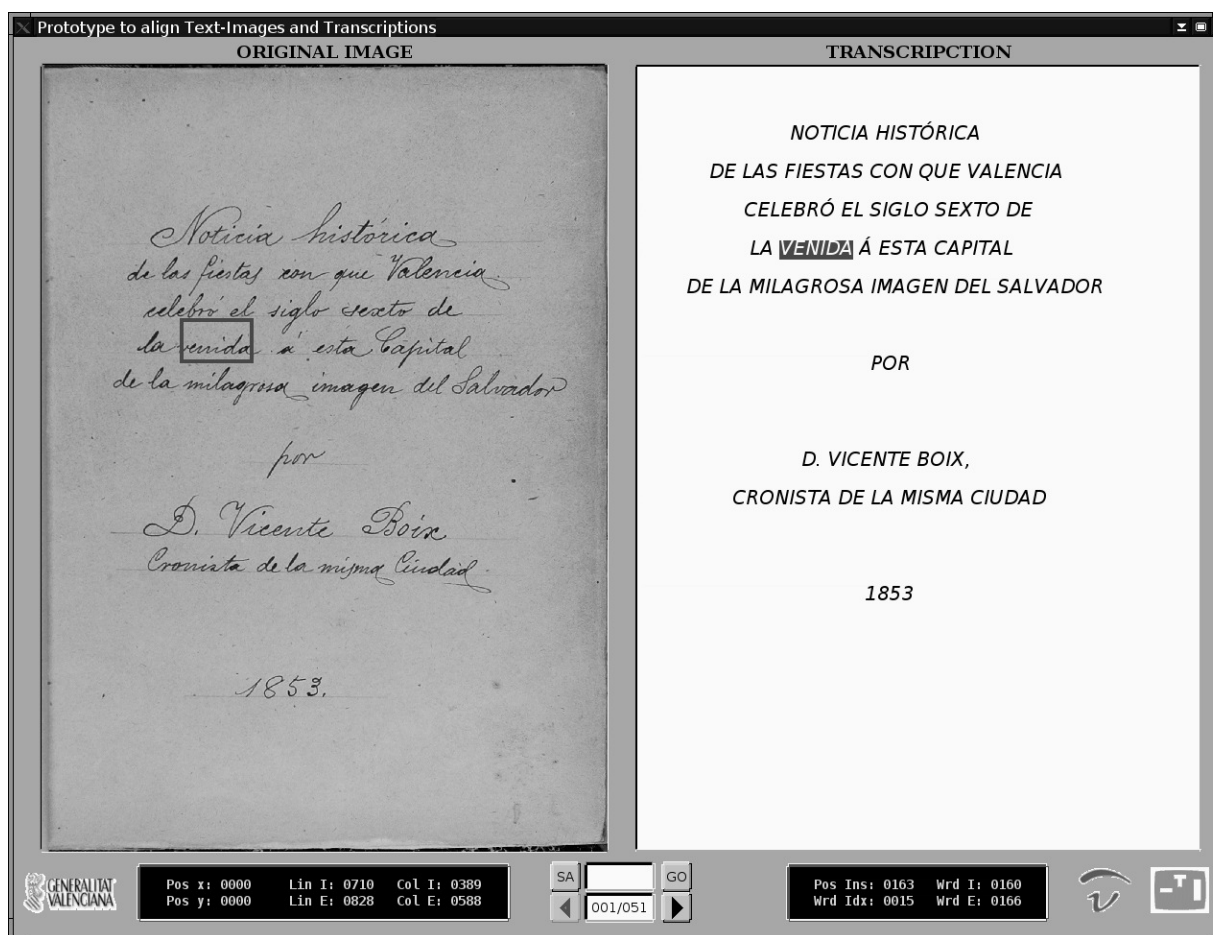 Prototype to align Text-Images and Transcriptions
ORIGINAL IMAGE
Noticia histórica
de las fiestas con que Valencia.
celebró el siglo sexto de
la venida á esta Capital
de la milagrosa imagen del Salvador
por
D. Vicente Boix
Cronista de la misma Ciudad.
1853.
TRANSCRIPCTION
NOTICIA HISTÓRICA
DE LAS FIESTAS CON QUE VALENCIA
CELEBRÓ EL SIGLO SEXTO DE
LA VENIDA Á ESTA CAPITAL
DE LA MILAGROSA IMAGEN DEL SALVADOR
POR
D. VICENTE BOIX,
CRONISTA DE LA MISMA CIUDAD
1853
GENERALITAT
VALENCIANA
Pos x: 0000 Lin I: 0710 Col I: 0389
Pos y: 0000 Lin E: 0828 Col E: 0588
SA GO
001/051
Pos Ins: 0163 Wrd I: 0160
Wrd Idx: 0015 Wrd E: 0166